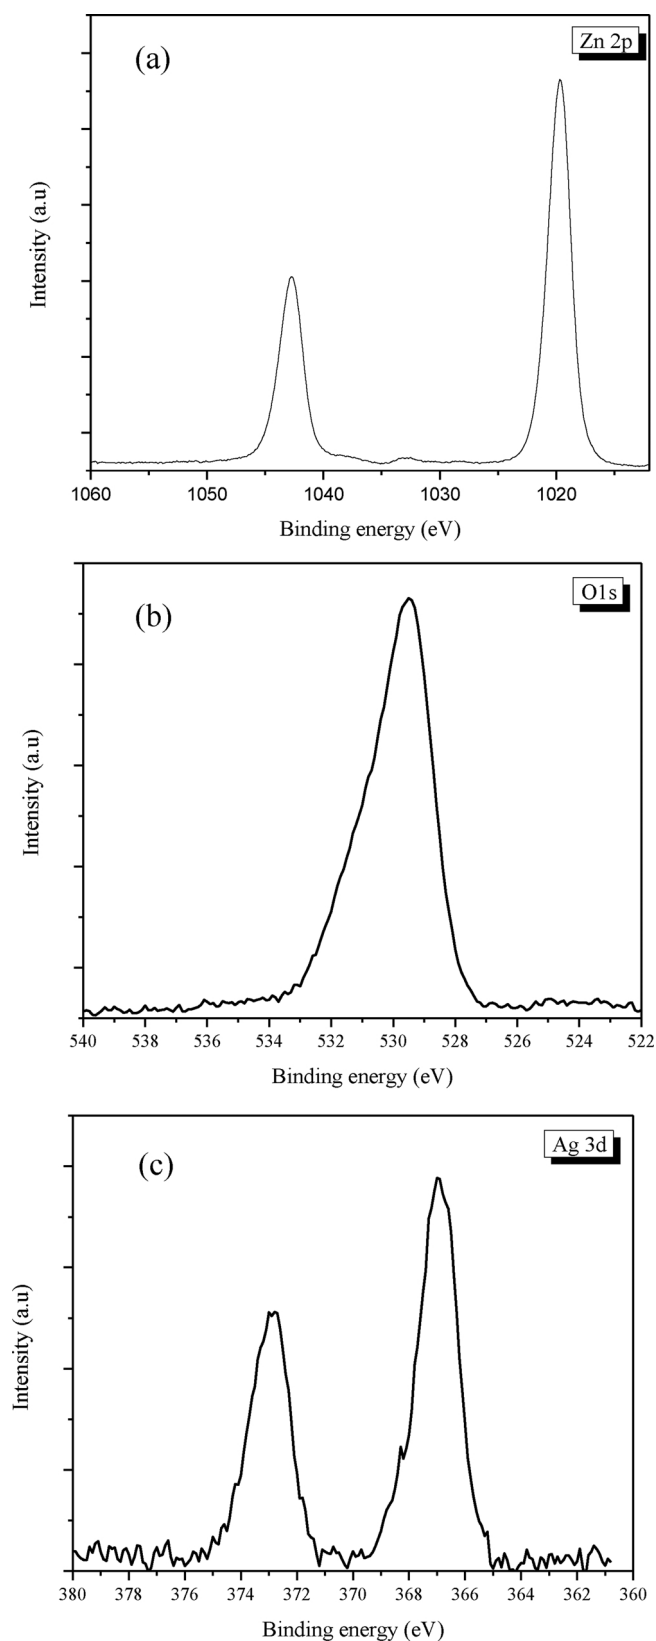 (a)
Zn 2p
Intensity (a.u)
1060 1050 1040 1030 1020
Binding energy (eV)
(b)
O1s
Intensity (a.u)
540 538 536 534 532 530 528 526 524 522
Binding energy (eV)
(c)
Ag 3d
Intensity (a.u)
380 378 376 374 372 370 368 366 364 362 360
Binding energy (eV)